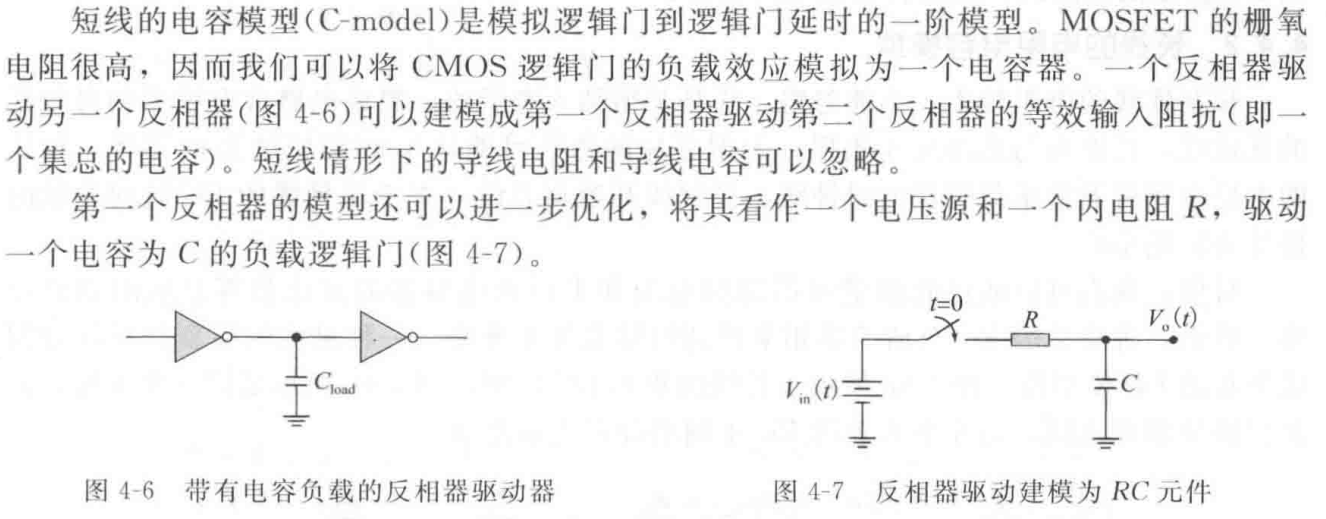 短线的电容模型(C-model)是模拟逻辑门到逻辑门延时的一阶模型。MOSFET 的栅氧
电阻很高，因而我们可以将 CMOS 逻辑门的负载效应模拟为一个电容器。一个反相器驱
动另一个反相器(图 4-6)可以建模成第一个反相器驱动第二个反相器的等效输入阻抗(即一
个集总的电容)。短线情形下的导线电阻和导线电容可以忽略。
第一个反相器的模型还可以进一步优化，将其看作一个电压源和一个内电阻 R，驱动
一个电容为 C 的负载逻辑门(图 4-7)。
C_load
t=0
R
V_o(t)
V_in(t)
C
图 4-6 带有电容负载的反相器驱动器
图 4-7 反相器驱动建模为 RC 元件